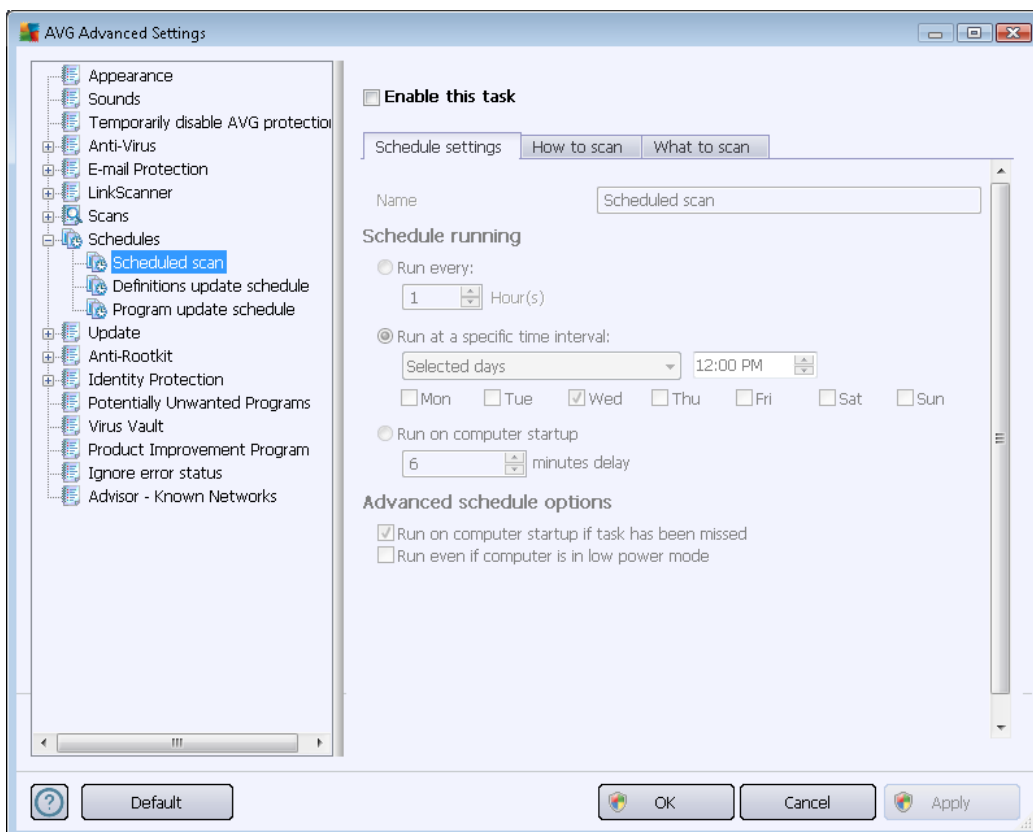 AVG Advanced Settings
Appearance
Sounds
Temporarily disable AVG protection
Anti-Virus
E-mail Protection
LinkScanner
Scans
Schedules
Scheduled scan
Definitions update schedule
Program update schedule
Update
Anti-Rootkit
Identity Protection
Potentially Unwanted Programs
Virus Vault
Product Improvement Program
Ignore error status
Advisor - Known Networks
Enable this task
Schedule settings How to scan What to scan
Name Scheduled scan
Schedule running
Run every:
1 Hour(s)
Run at a specific time interval:
Selected days 12:00 PM
Mon Tue Wed Thu Fri Sat Sun
Run on computer startup
6 minutes delay
Advanced schedule options
Run on computer startup if task has been missed
Run even if computer is in low power mode
? Default OK Cancel Apply